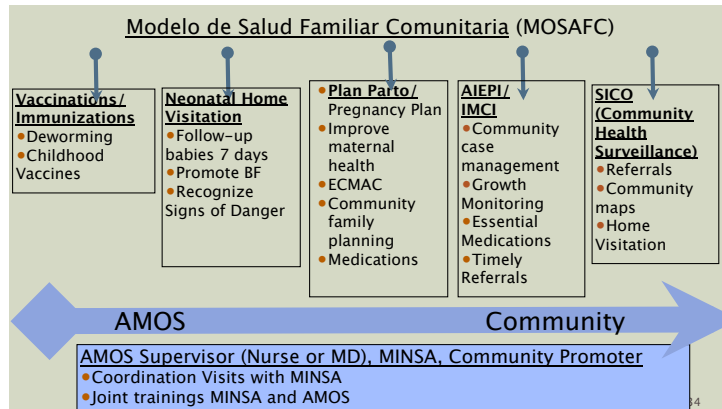 Modelo de Salud Familiar Comunitaria (MOSAFC)
Vaccinations/
Immunizations
•Deworming
•Childhood
Vaccines
Neonatal Home
Visitation
•Follow-up
babies 7 days
•Promote BF
•Recognize
Signs of Danger
•Plan Parto/
Pregnancy Plan
•Improve
maternal
health
•ECMAC
•Community
family
planning
•Medications
AIEPI/
IMCI
•Community
case
management
•Growth
Monitoring
•Essential
Medications
•Timely
Referrals
SICO
(Community
Health
Surveillance)
•Referrals
•Community
maps
•Home
Visitation
AMOS
Community
AMOS Supervisor (Nurse or MD), MINSA, Community Promoter
•Coordination Visits with MINSA
•Joint trainings MINSA and AMOS